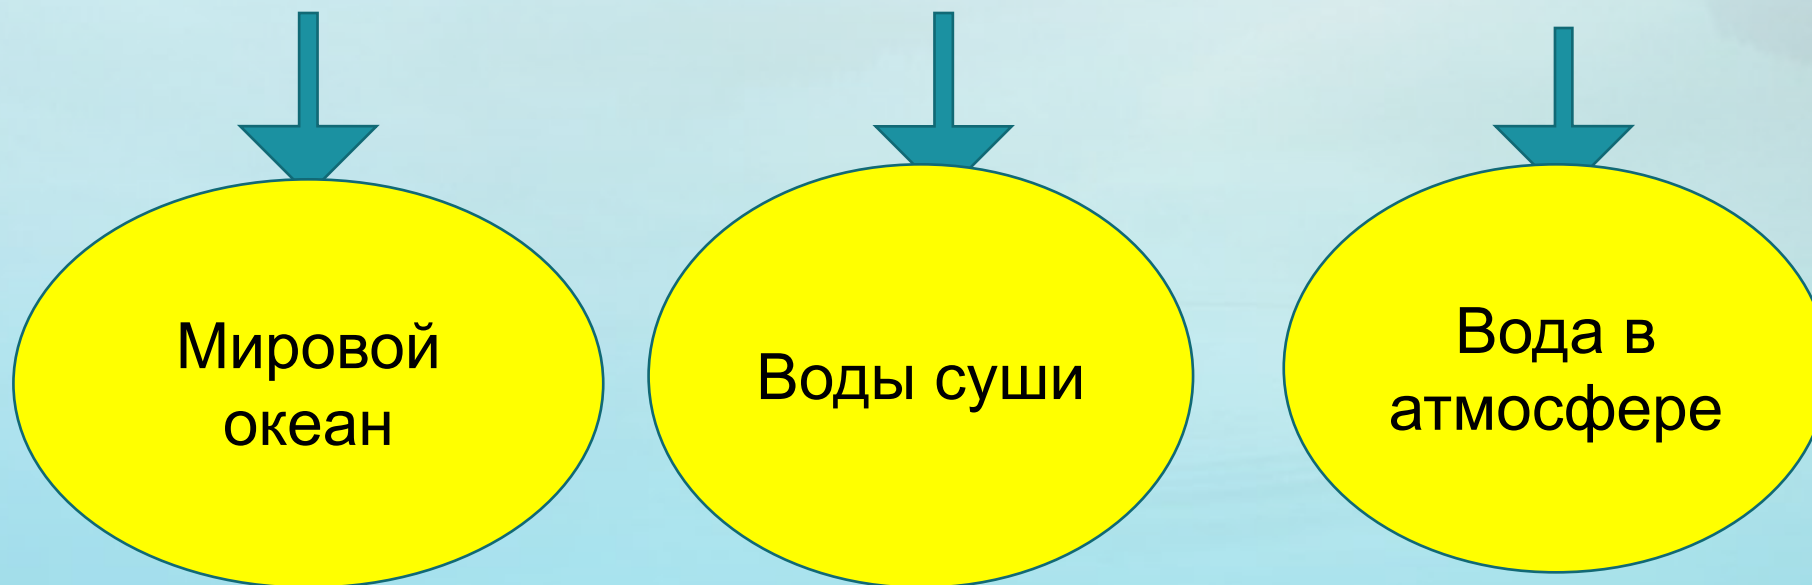 Мировой
океан
Воды суши
Вода в
атмосфере